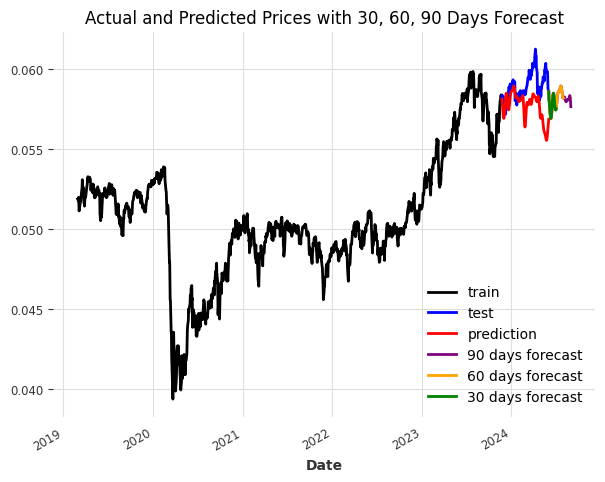 Actual and Predicted Prices with 30, 60, 90 Days Forecast
0.060
0.055
0.050
0.045
0.040
train
test
prediction
90 days forecast
60 days forecast
30 days forecast
2019
2020
2021
2022
2023
2024
Date